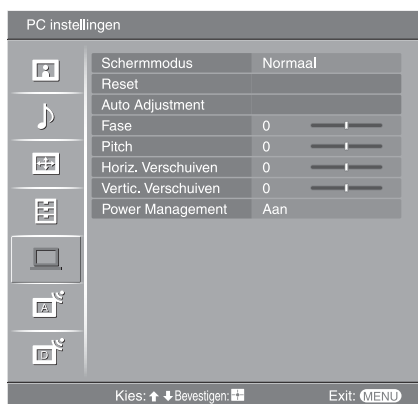 PC instellingen
Schermmodus Normaal
Reset
Auto Adjustment
Fase 0
Pitch 0
Horiz. Verschuiven 0
Vertic. Verschuiven 0
Power Management Aan
A
D
Kies: Bevestigen: Exit: MENU